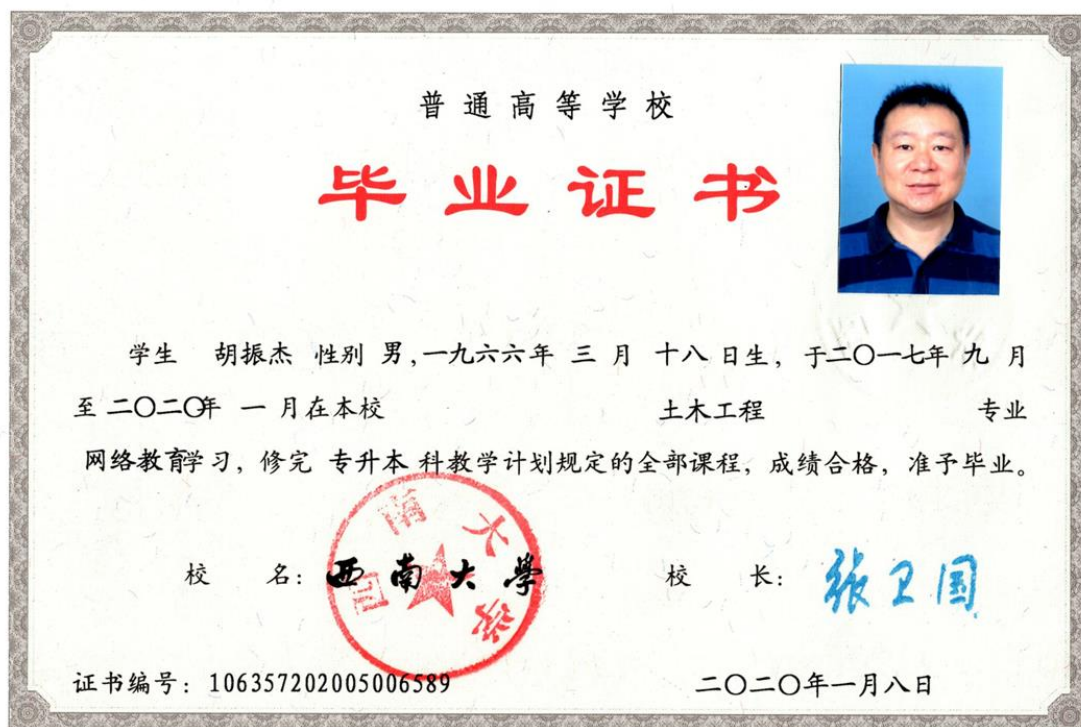 普通高等学校
毕业证书
学生 胡振杰 性别 男,一九六六年 三 月 十八 日生, 于二〇一七年 九 月
至 二〇二〇年 一 月在本校 土木工程 专业
网络教育学习, 修完 专升本 科教学计划规定的全部课程, 成绩合格, 准予毕业。
西南大学
校 名: 西南大學 校 长: 张卫国
证书编号: 106357202005006589 二〇二〇年一月八日